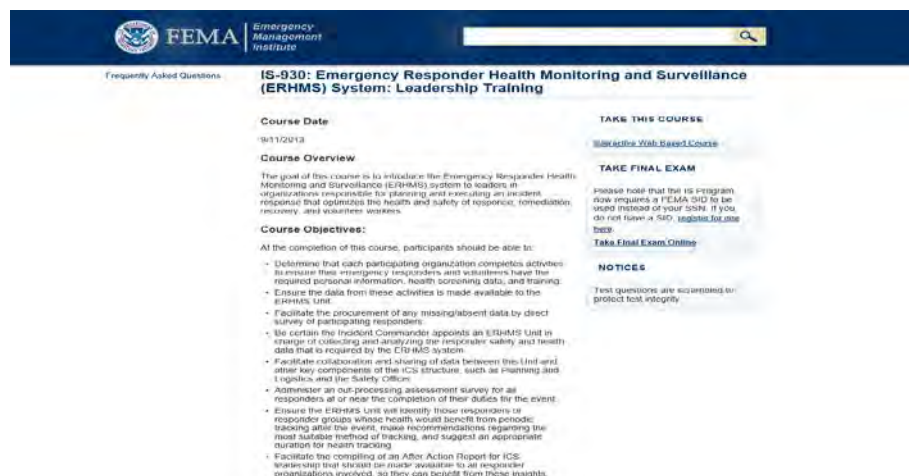 FEMA
Emergency
Management
Institute
Frequently Asked Questions
IS-930: Emergency Responder Health Monitoring and Surveillance
(ERHMS) System: Leadership Training
Course Date
9/11/2013
Course Overview
The goal of this course is to introduce the Emergency Responder Health
Monitoring and Surveillance (ERHMS) system to leaders in
organizations responsible for planning and executing an incident
response that optimizes the health and safety of response, remediation,
recovery, and volunteer workers.
Course Objectives:
At the completion of this course, participants should be able to:
• Determine that each participating organization completes activities
to ensure their emergency responders and volunteers have the
required personal information, health screening data, and training.
• Ensure the data from these activities is made available to the
ERHMS Unit.
• Facilitate the procurement of any missing/absent data by direct
survey of participating responders.
• Be certain the Incident Commander appoints an ERHMS Unit in
charge of collecting and analyzing the responder safety and health
data that is required by the ERHMS system.
• Facilitate collaboration and sharing of data between this Unit and
other key components of the ICS structure, such as Planning and
Logistics and the Safety Officer.
• Administer an out-processing assessment survey for all
responders at or near the completion of their duties for the event.
• Ensure the ERHMS Unit will identify those responders or
responder groups whose health would benefit from periodic
tracking after the event, make recommendations regarding the
most suitable method of tracking, and suggest an appropriate
duration for health tracking.
• Facilitate the compiling of an After Action Report for ICS
leadership that should be made available to all responder
organizations involved, so they can benefit from these insights.
TAKE THIS COURSE
Interactive Web Based Course
TAKE FINAL EXAM
Please note that the IS Program
now requires a FEMA SID to be
used instead of your SSN. If you
do not have a SID, register for one
here.
Take Final Exam Online
NOTICES
Test questions are scrambled to
protect test integrity